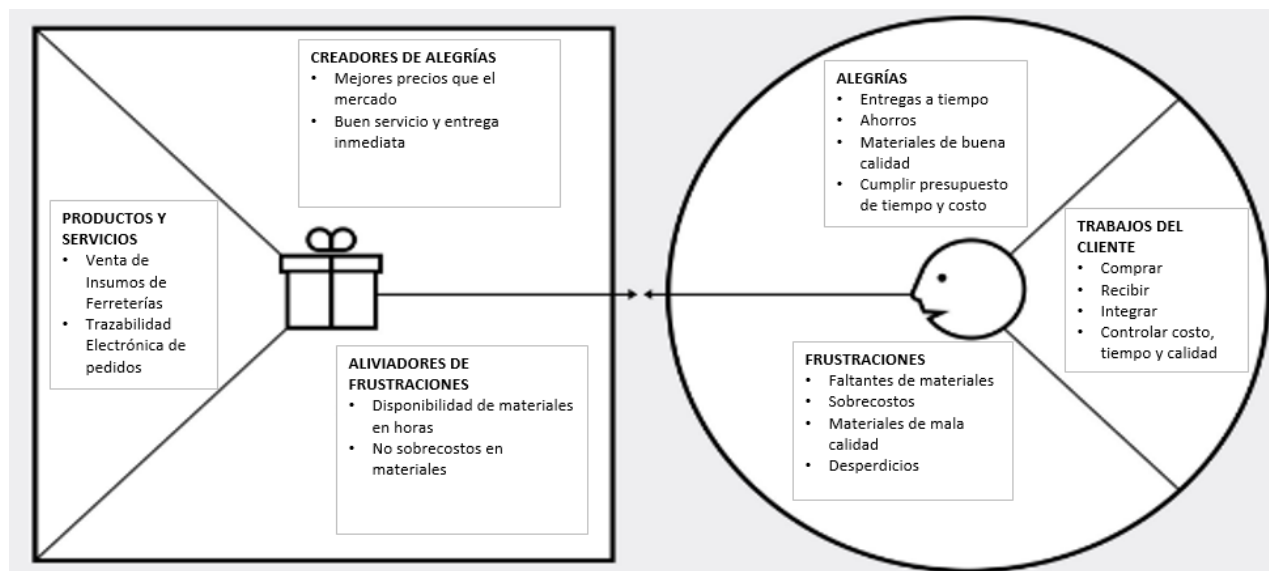 CREADORES DE ALEGRÍAS
• Mejores precios que el
mercado
• Buen servicio y entrega
inmediata
PRODUCTOS Y
SERVICIOS
• Venta de
Insumos de
Ferreterías
• Trazabilidad
Electrónica de
pedidos
ALIVIADORES DE
FRUSTRACIONES
• Disponibilidad de materiales
en horas
• No sobrecostos en
materiales
ALEGRÍAS
• Entregas a tiempo
• Ahorros
• Materiales de buena
calidad
• Cumplir presupuesto
de tiempo y costo
TRABAJOS DEL
CLIENTE
• Comprar
• Recibir
• Integrar
• Controlar costo,
tiempo y calidad
FRUSTRACIONES
• Faltantes de materiales
• Sobrecostos
• Materiales de mala
calidad
• Desperdicios